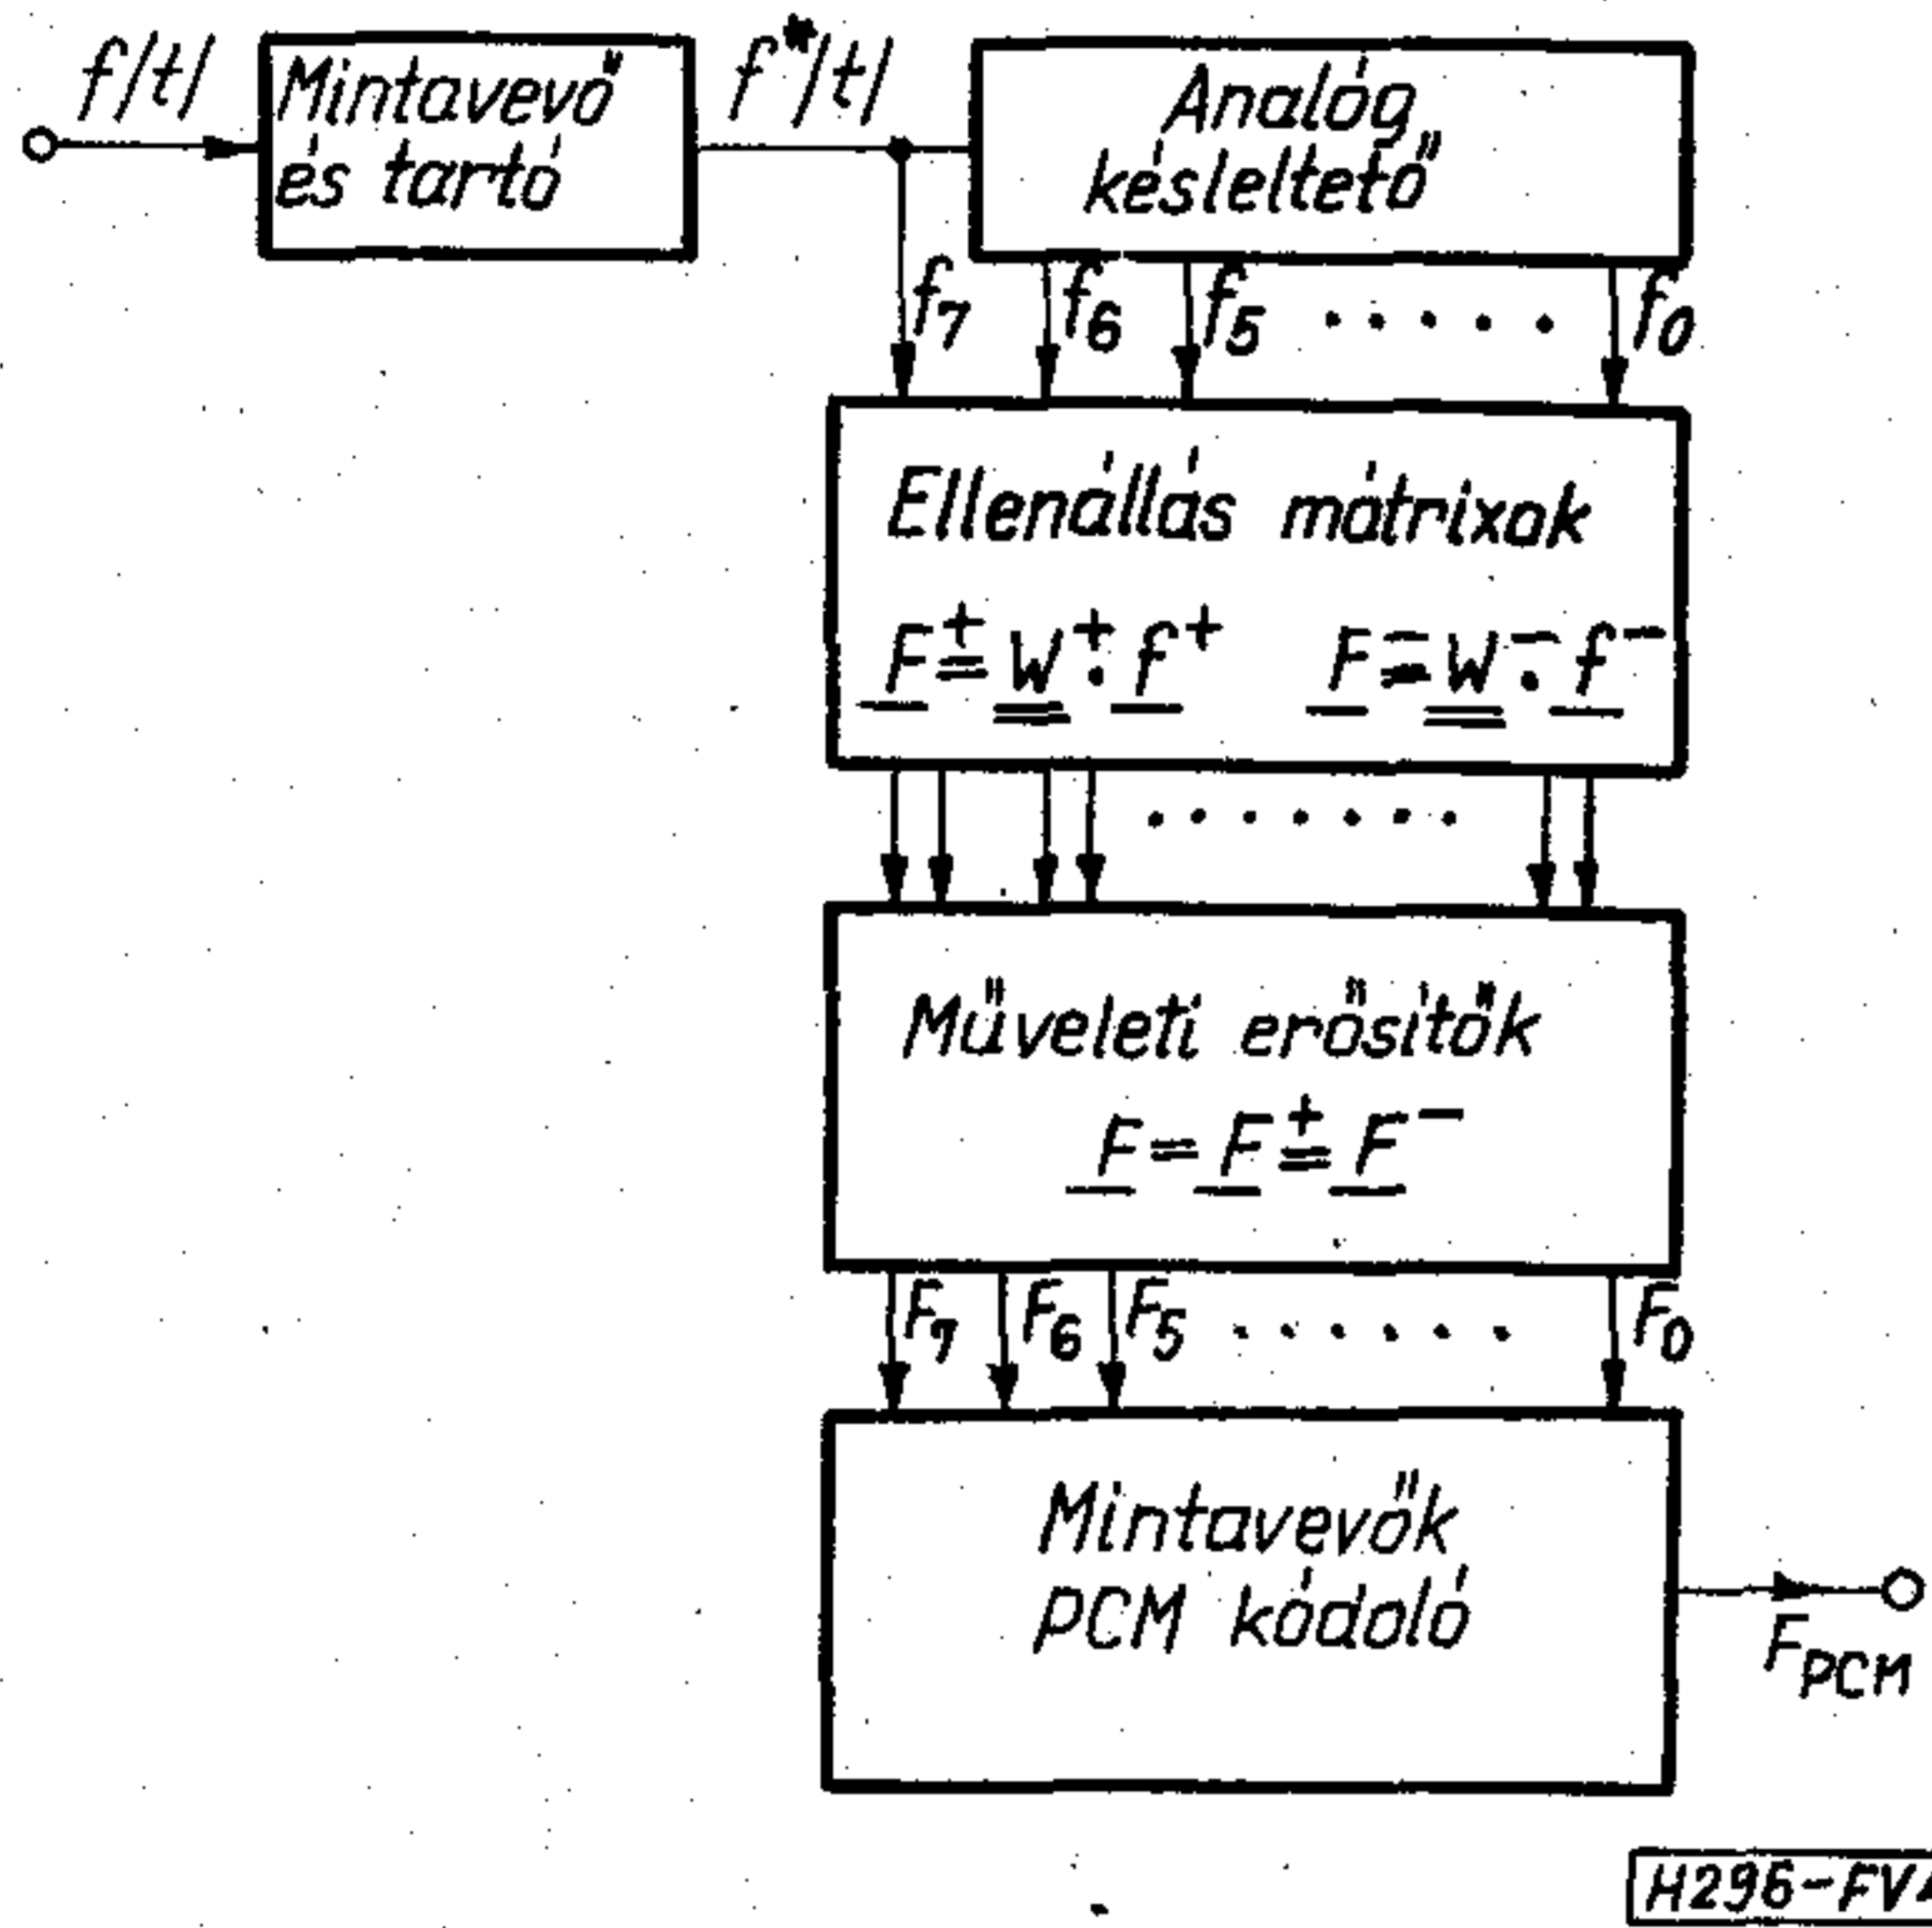 f/t/
Mintavevő
és tartó
f*/t/
Analóg
késleltető
f7 f6 f5 ..... f0
Ellenállás mátrixok
F⁺=W⁺·f⁺ F⁻=W⁻·f⁻
.......
Műveleti erősítők
F=F⁺=F⁻
F7 F6 F5 ...... F0
Mintavevők
PCM kódoló
FPCM